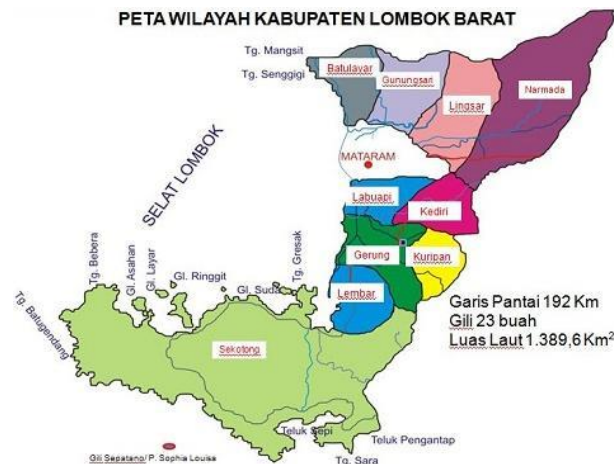 PETA WILAYAH KABUPATEN LOMBOK BARAT
Tg. Mangsit
Tg. Senggigi
Batulayar
Gunungsari
Lingsar
Narmada
MATARAM
SELAT LOMBOK
Labuapi
Kediri
Gerung
Kuripan
Lembar
Tg. Bebera
Gl. Asahan
Gl. Layar
Gl. Ringgit
Gl. Suda
Tg. Gresak
Tg. Batugendang
Sekotong
Garis Pantai 192 Km
Gili 23 buah
Luas Laut 1.389,6 Km²
Teluk Sepi
Teluk Pengantap
Tg. Sara
Gili Sepatang/ P. Sophia Louisa